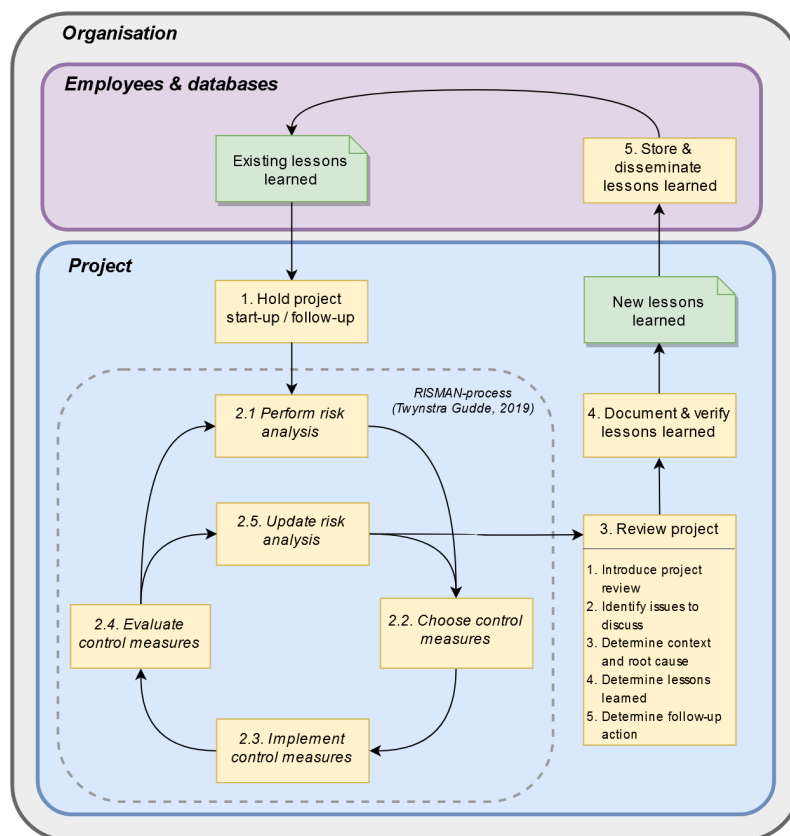 Organisation
Employees & databases
Existing lessons
learned
5. Store &
disseminate
lessons learned
Project
1. Hold project
start-up / follow-up
New lessons
learned
RISMAN-process
(Twynstra Gudde, 2019)
2.1 Perform risk
analysis
4. Document & verify
lessons learned
2.5. Update risk
analysis
3. Review project
1. Introduce project
review
2. Identify issues to
discuss
3. Determine context
and root cause
4. Determine lessons
learned
5. Determine follow-up
action
2.4. Evaluate
control measures
2.2. Choose control
measures
2.3. Implement
control measures